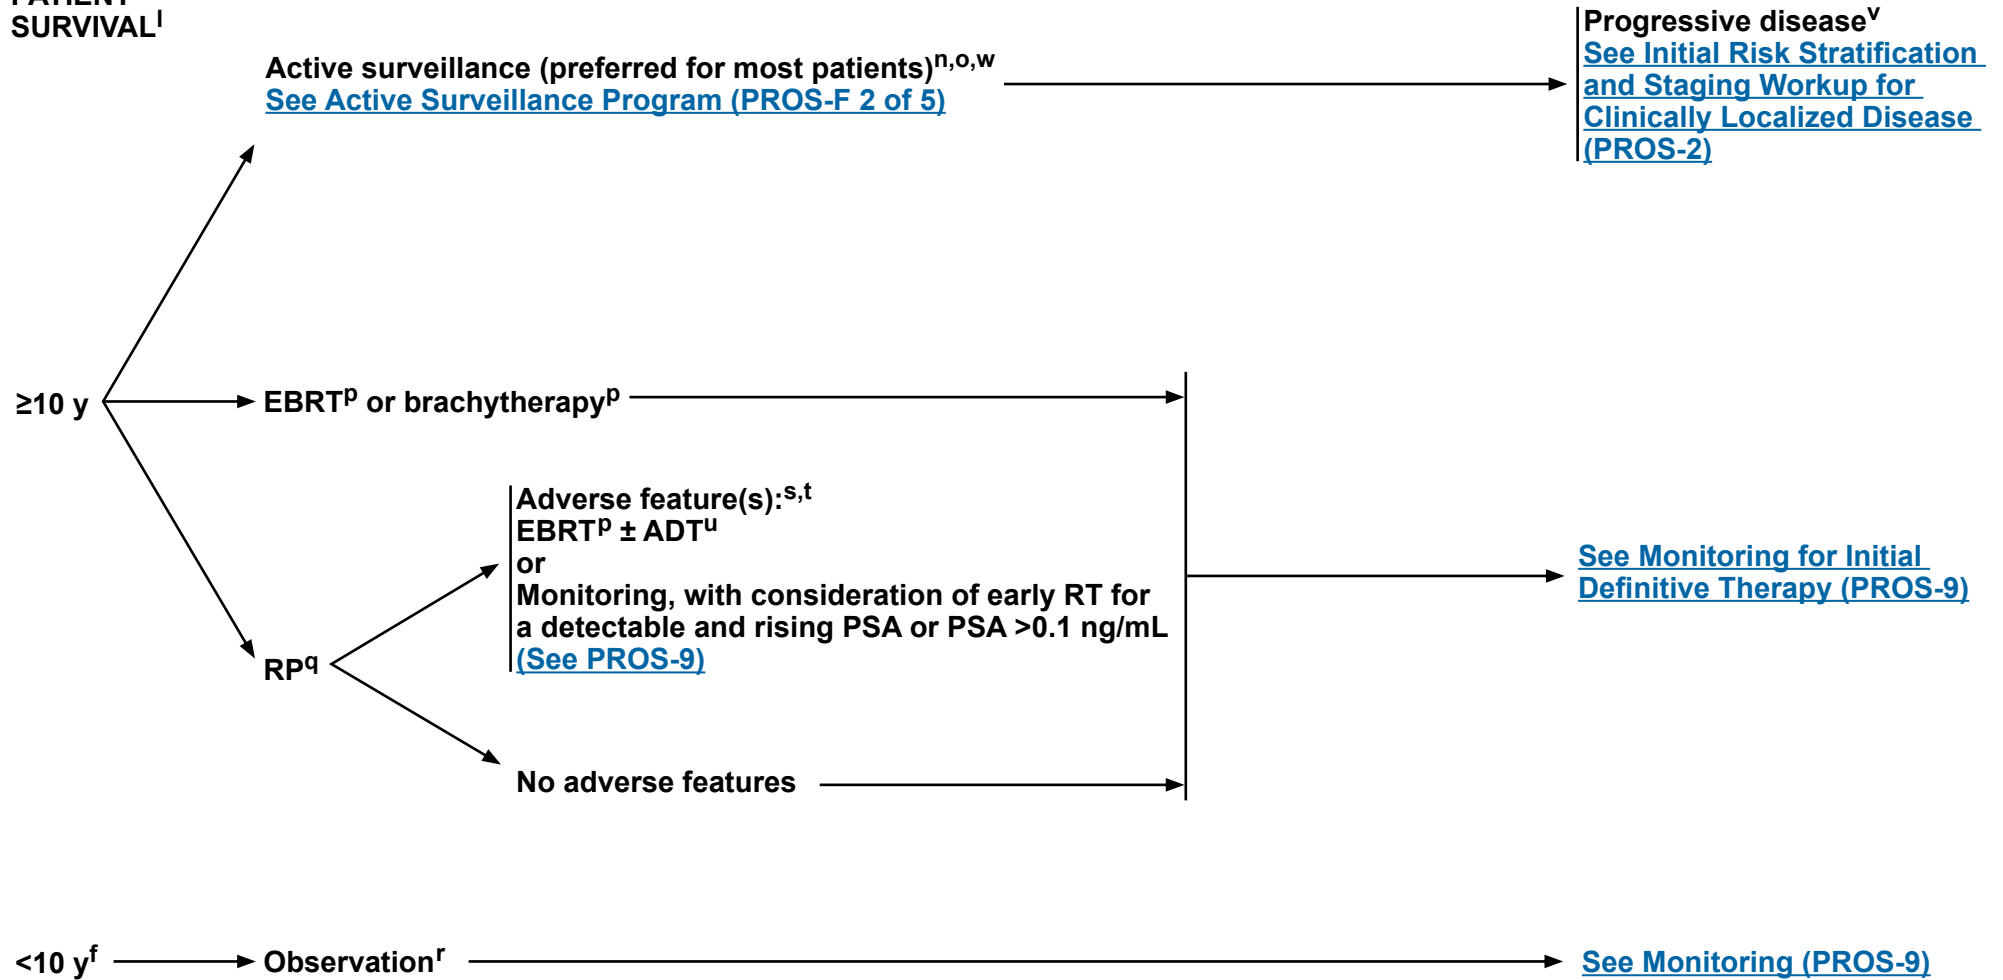 PATIENT
SURVIVALˡ
Active surveillance (preferred for most patients)ⁿ,ᵒ,ʷ
See Active Surveillance Program (PROS-F 2 of 5)
Progressive diseaseᵛ
See Initial Risk Stratification
and Staging Workup for
Clinically Localized Disease
(PROS-2)
≥10 y
EBRTᵖ or brachytherapyᵖ
Adverse feature(s):ˢ,ᵗ
EBRTᵖ ± ADTᵘ
or
Monitoring, with consideration of early RT for
a detectable and rising PSA or PSA >0.1 ng/mL
(See PROS-9)
RPq
No adverse features
See Monitoring for Initial
Definitive Therapy (PROS-9)
<10 yᶠ
Observationʳ
See Monitoring (PROS-9)